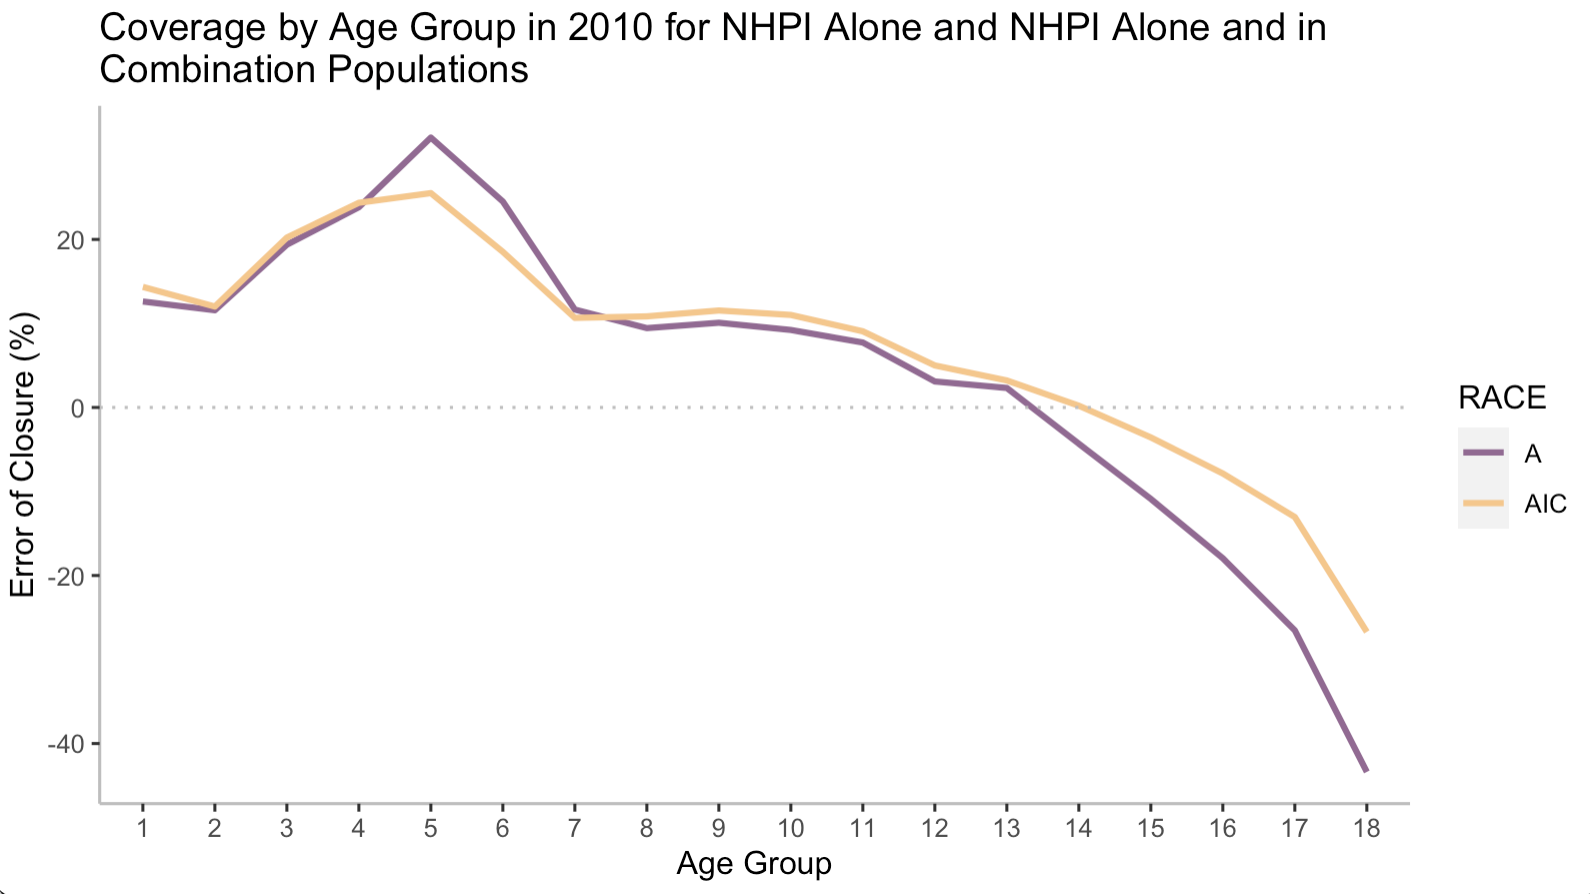 Coverage by Age Group in 2010 for NHPI Alone and NHPI Alone and in
Combination Populations
Error of Closure (%)
20
0
-20
-40
1 2 3 4 5 6 7 8 9 10 11 12 13 14 15 16 17 18
Age Group
RACE
A
AIC